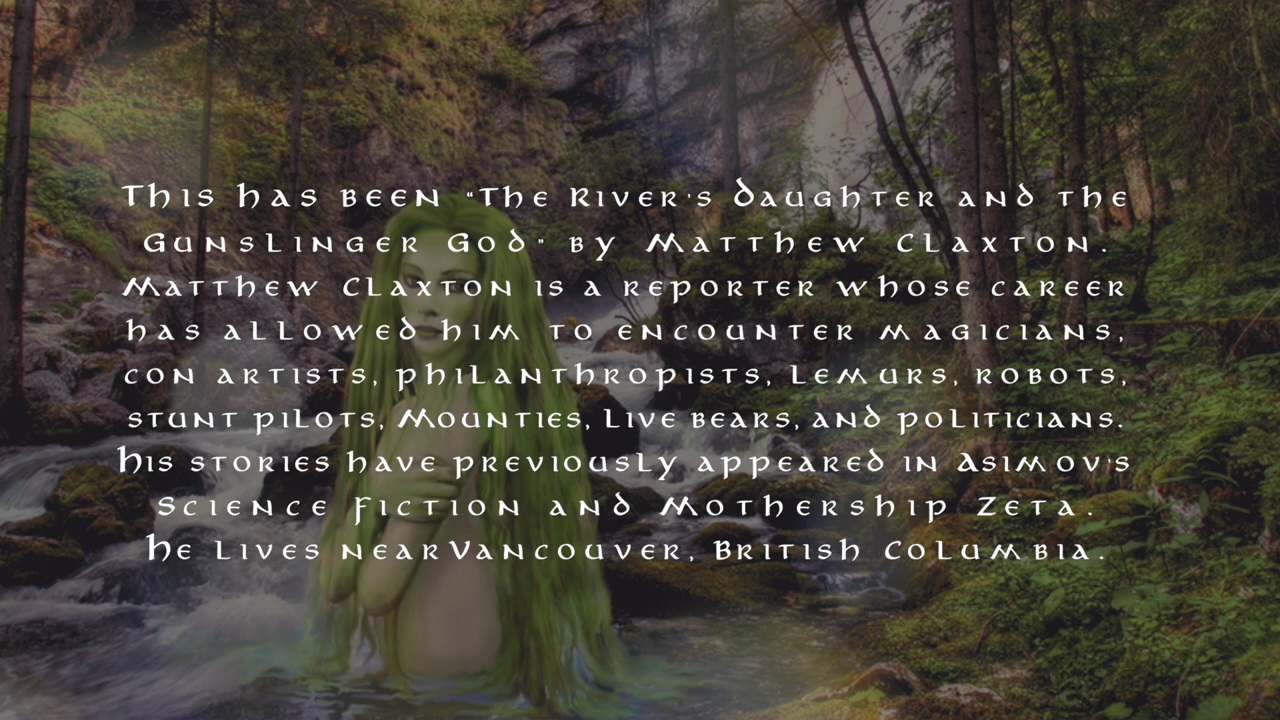 This has been "The River's Daughter and the
Gunslinger God" by Matthew Claxton.
Matthew Claxton is a reporter whose career
has allowed him to encounter magicians,
con artists, philanthropists, lemurs, robots,
stunt pilots, Mounties, live bears, and politicians.
His stories have previously appeared in Asimov's
Science Fiction and Mothership Zeta.
He lives near Vancouver, British Columbia.